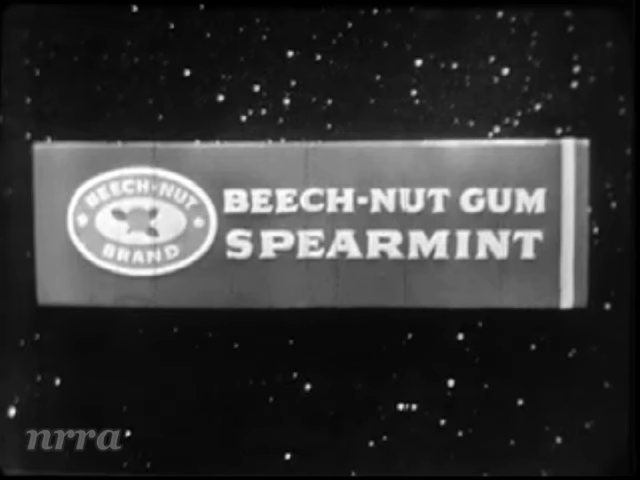 BEECH-NUT
BRAND
BEECH-NUT GUM
SPEARMINT
nrra